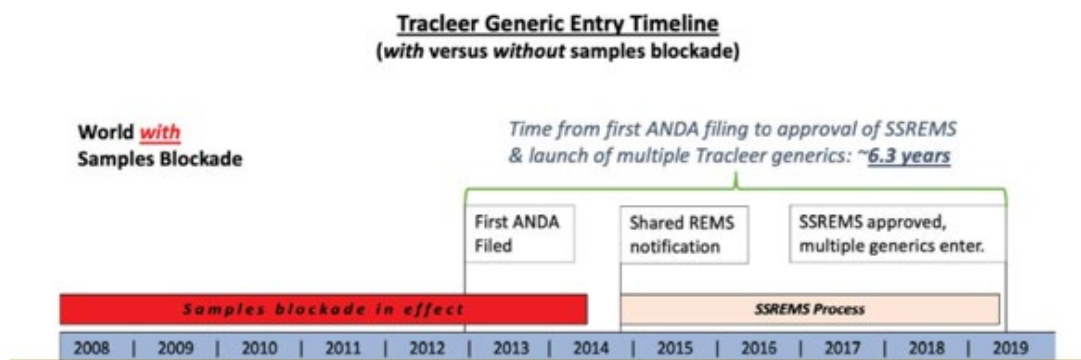 Tracleer Generic Entry Timeline
(with versus without samples blockade)
World with
Samples Blockade
Time from first ANDA filing to approval of SSREMS
& launch of multiple Tracleer generics: ~6.3 years
First ANDA
Filed
Shared REMS
notification
SSREMS approved,
multiple generics enter.
Samples blockade in effect
SSREMS Process
2008 | 2009 | 2010 | 2011 | 2012 | 2013 | 2014 | 2015 | 2016 | 2017 | 2018 | 2019